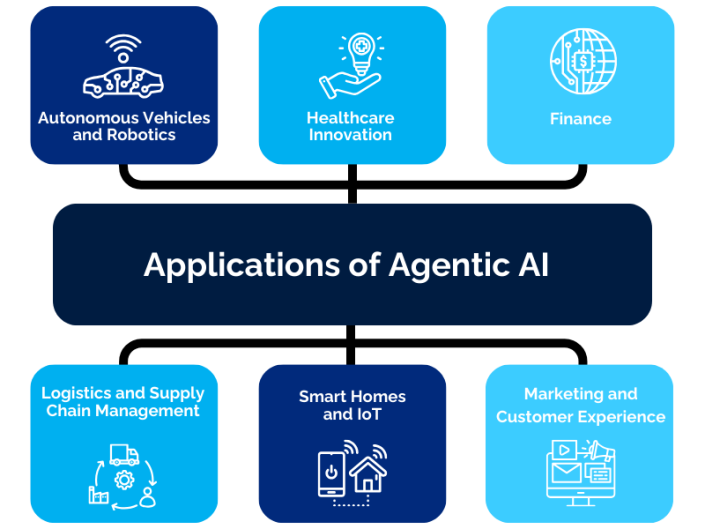 Autonomous Vehicles
and Robotics
Healthcare
Innovation
Finance
$
Applications of Agentic AI
Logistics and Supply
Chain Management
Smart Homes
and IoT
Marketing and
Customer Experience